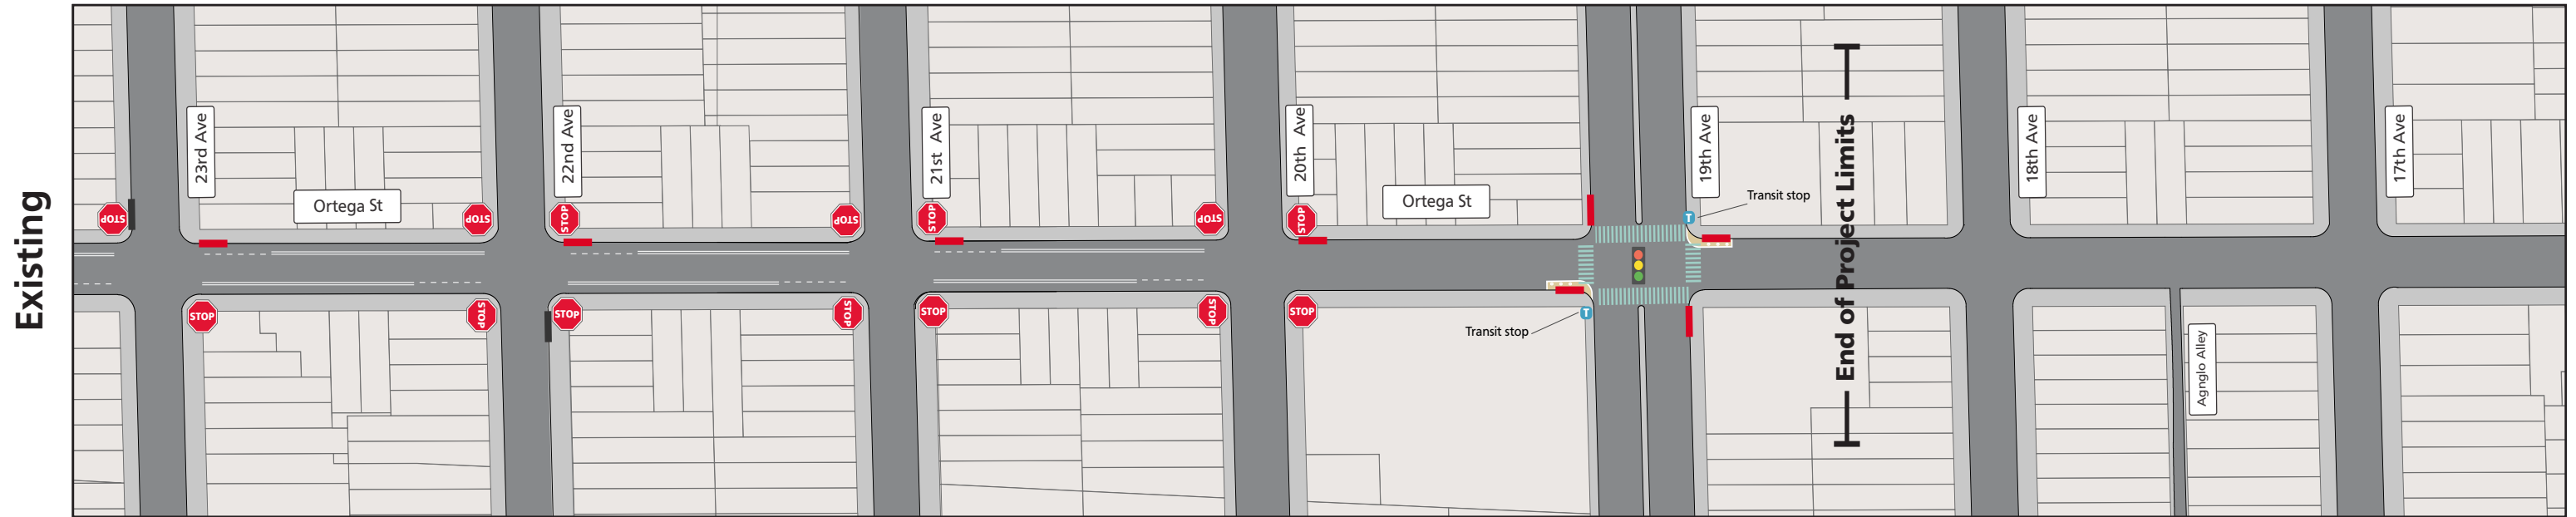 Existing
23rd Ave
22nd Ave
21st Ave
20th Ave
19th Ave
18th Ave
17th Ave
End of Project Limits
Transit stop
Ortega St
Ortega St
STOP
STOP
STOP
STOP
STOP
STOP
STOP
T
STOP
STOP
STOP
STOP
STOP
STOP
STOP
T
Transit stop
Agnglo Alley